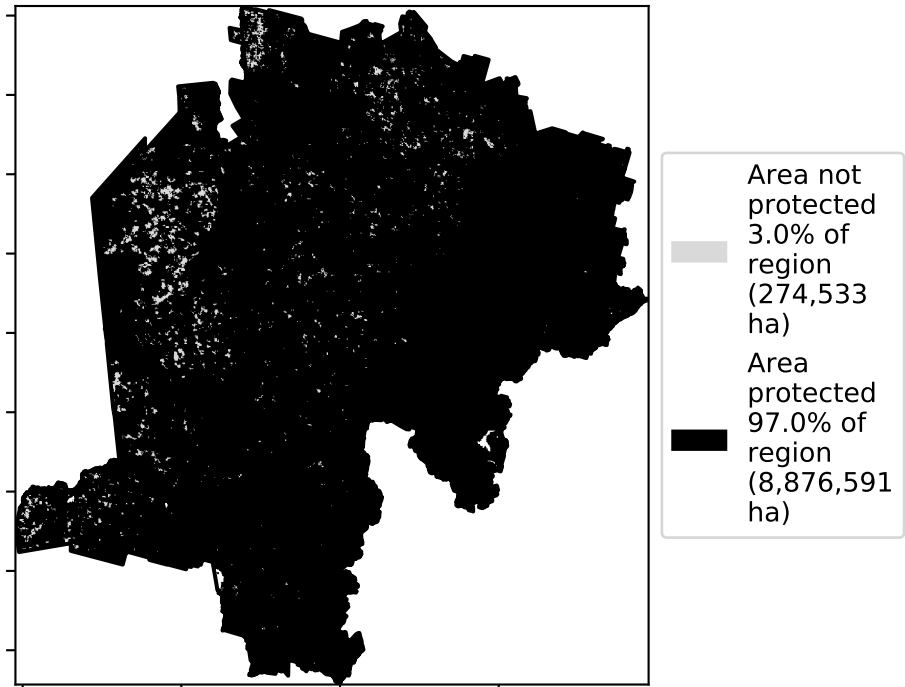 Area not
protected
3.0% of
region
(274,533
ha)
Area
protected
97.0% of
region
(8,876,591
ha)